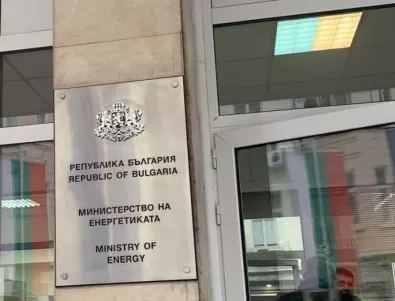 РЕПУБЛИКА БЪЛГАРИЯ
REPUBLIC OF BULGARIA
МИНИСТЕРСТВО НА
ЕНЕРГЕТИКАТА
MINISTRY OF
ENERGY